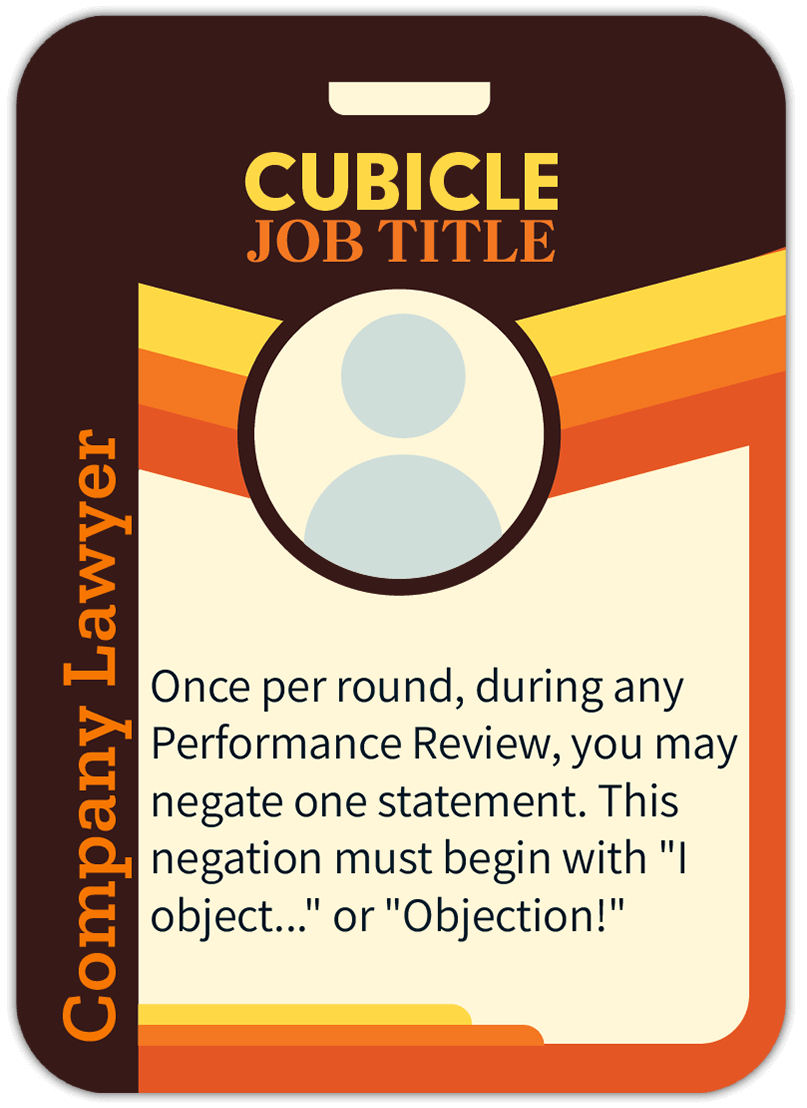 CUBICLE
JOB TITLE
Company Lawyer
Once per round, during any
Performance Review, you may
negate one statement. This
negation must begin with "I
object..." or "Objection!"